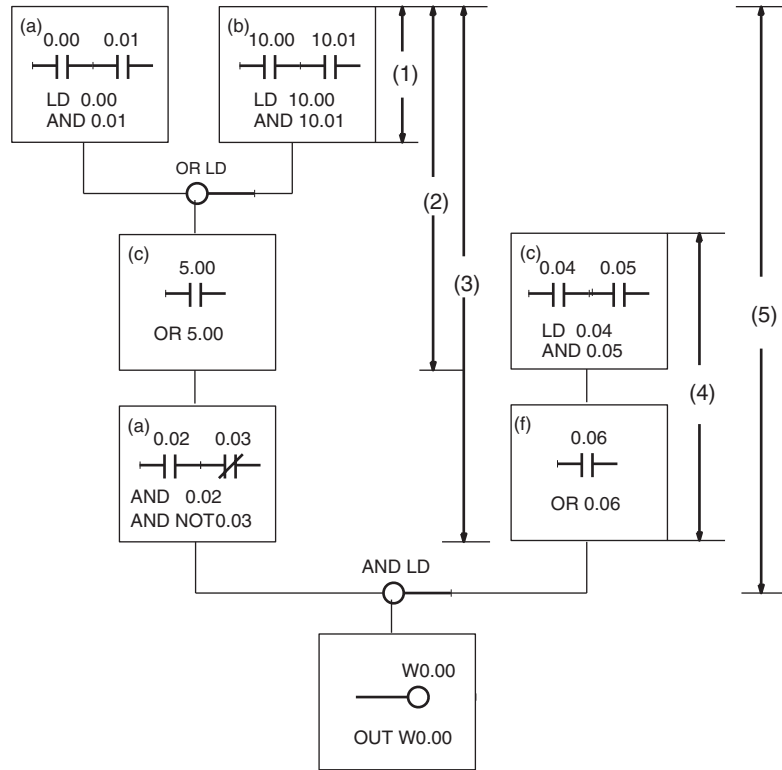 (a)
0.00 0.01
LD 0.00
AND 0.01
(b)
10.00 10.01
LD 10.00
AND 10.01
(1)
OR LD
(2)
(3)
(c)
5.00
OR 5.00
(c)
0.04 0.05
LD 0.04
AND 0.05
(4)
(5)
(a)
0.02 0.03
AND 0.02
AND NOT0.03
(f)
0.06
OR 0.06
AND LD
W0.00
OUT W0.00